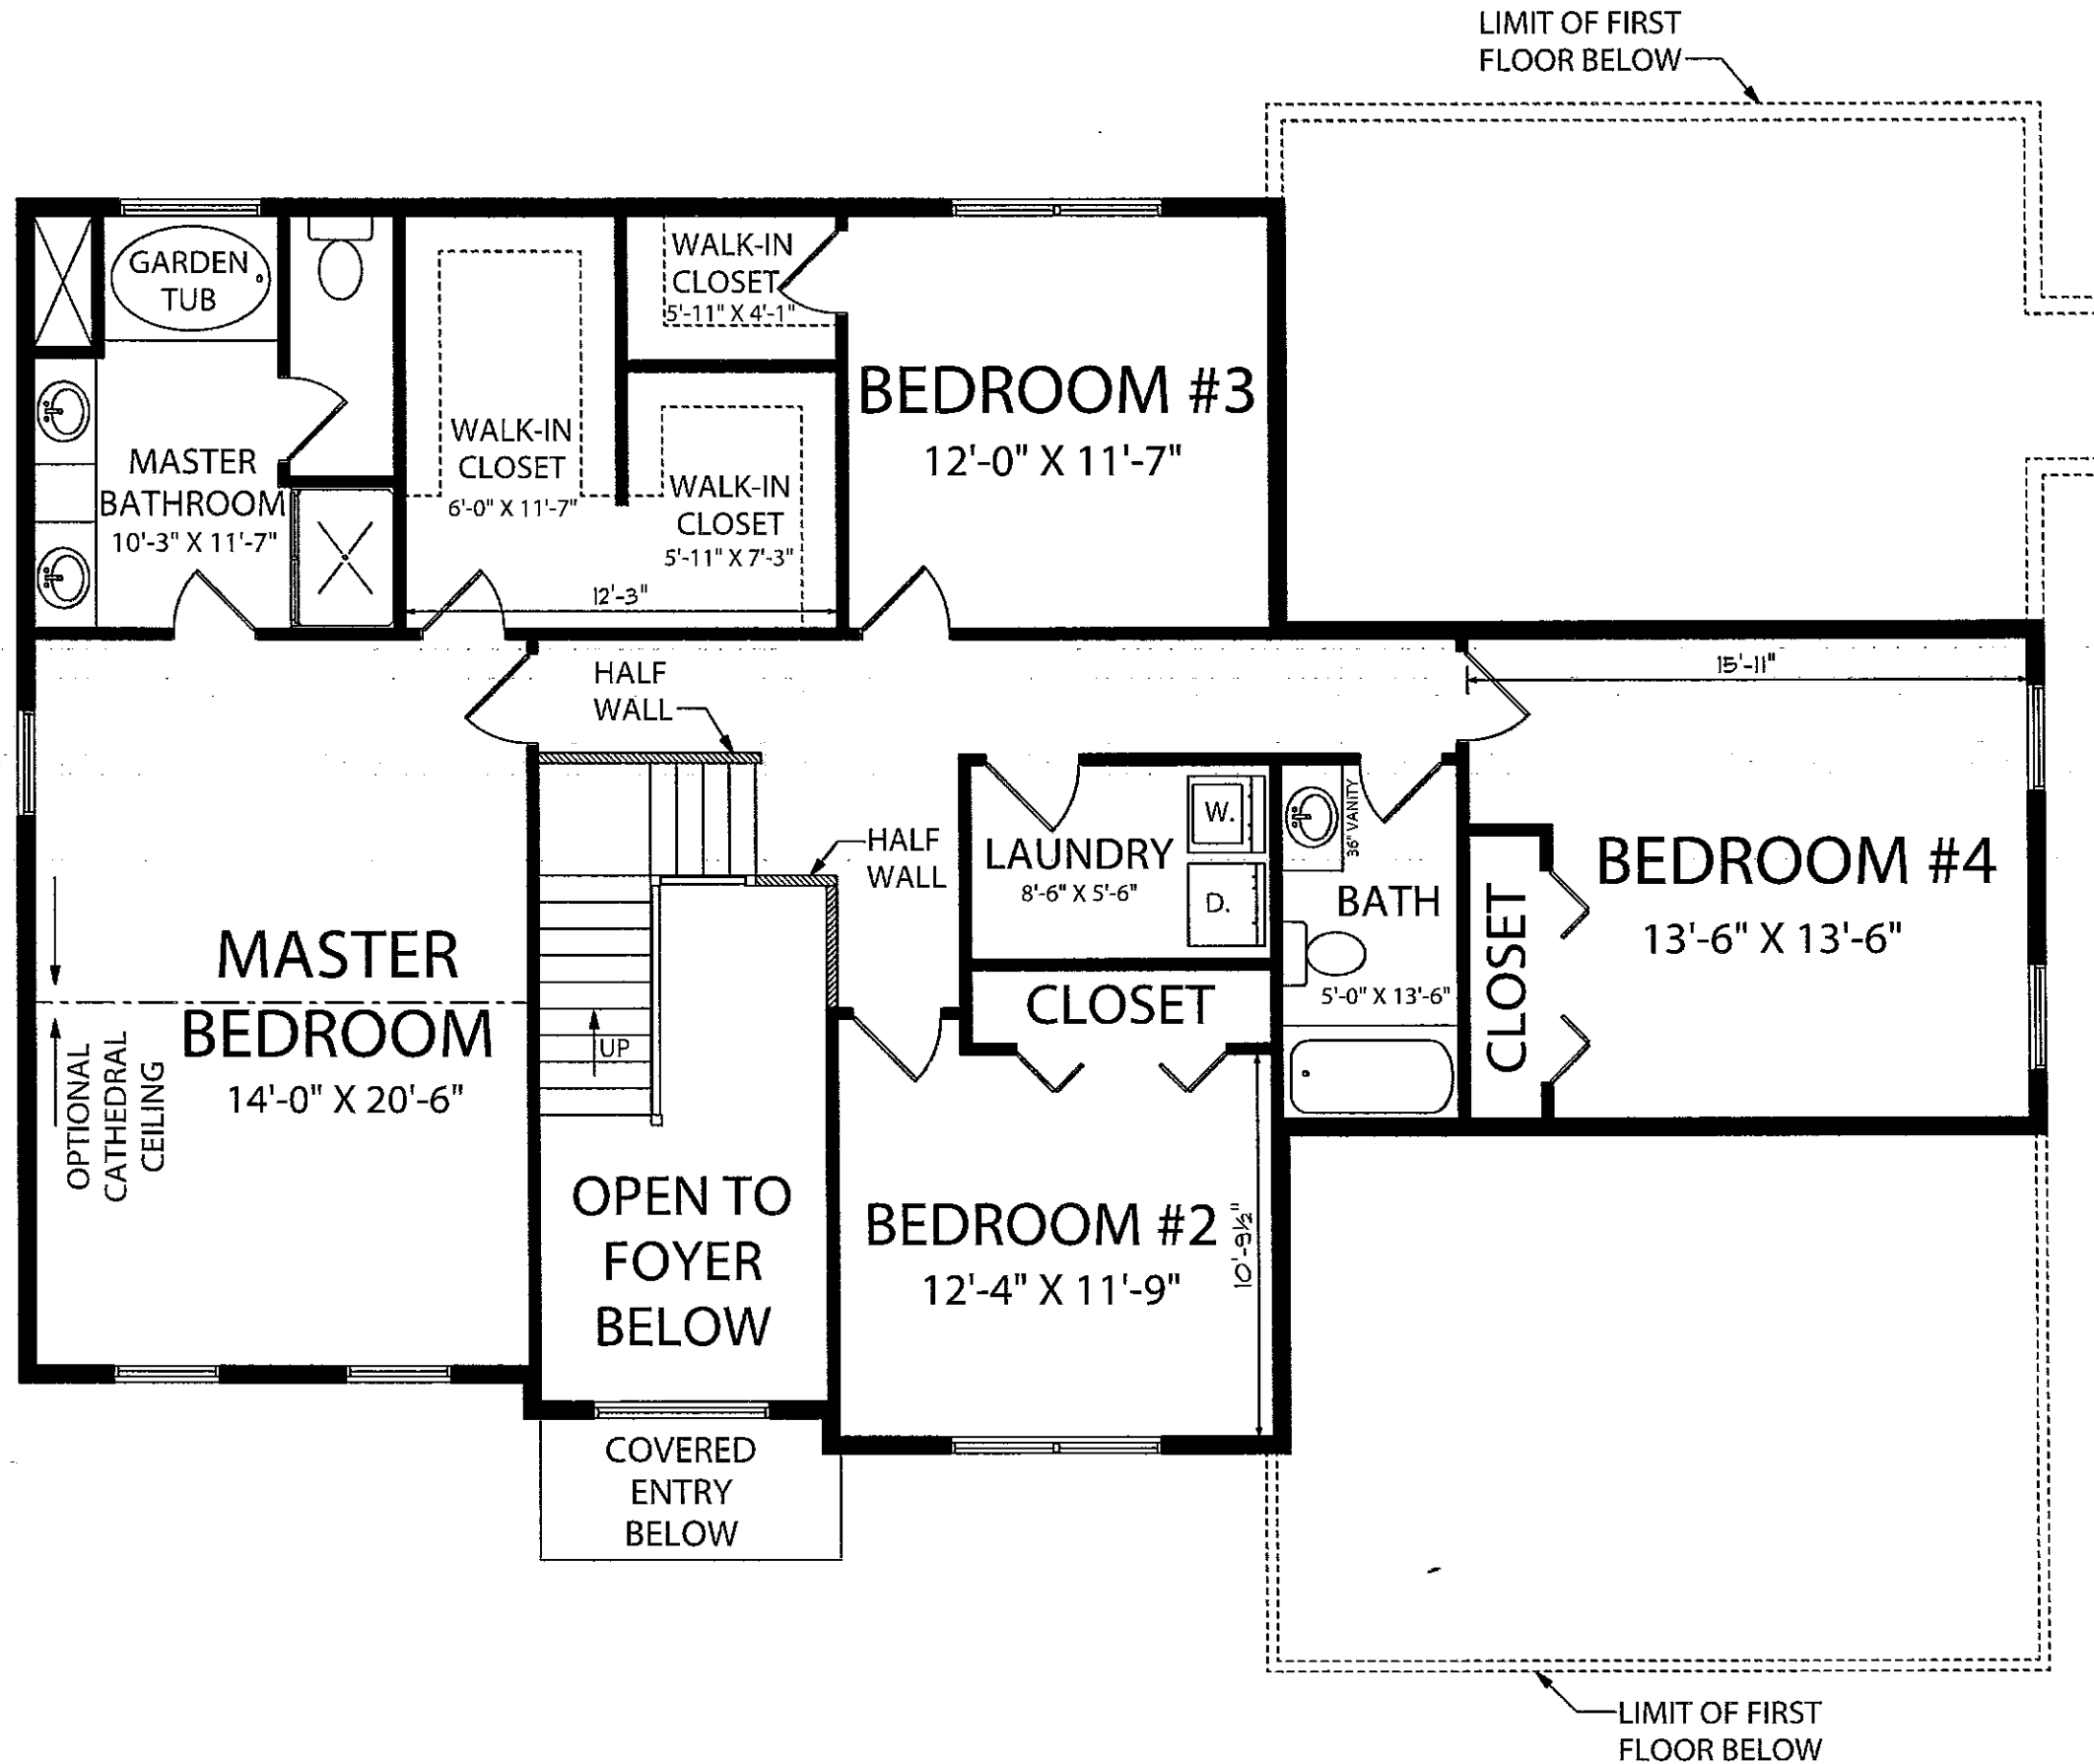 LIMIT OF FIRST
FLOOR BELOW
GARDEN
TUB
WALK-IN
CLOSET
5'-11" X 4'-1"
BEDROOM #3
12'-0" X 11'-7"
WALK-IN
CLOSET
6'-0" X 11'-7"
MASTER
BATHROOM
10'-3" X 11'-7"
WALK-IN
CLOSET
5'-11" X 7'-3"
12'-3"
HALF
WALL
15'-11"
HALF
WALL
LAUNDRY
8'-6" X 5'-6"
W.
D.
36" VANITY
BATH
5'-0" X 13'-6"
CLOSET
BEDROOM #4
13'-6" X 13'-6"
MASTER
BEDROOM
14'-0" X 20'-6"
OPTIONAL
CATHEDRAL
CEILING
UP
CLOSET
OPEN TO
FOYER
BELOW
BEDROOM #2
12'-4" X 11'-9"
10'-9½"
COVERED
ENTRY
BELOW
LIMIT OF FIRST
FLOOR BELOW